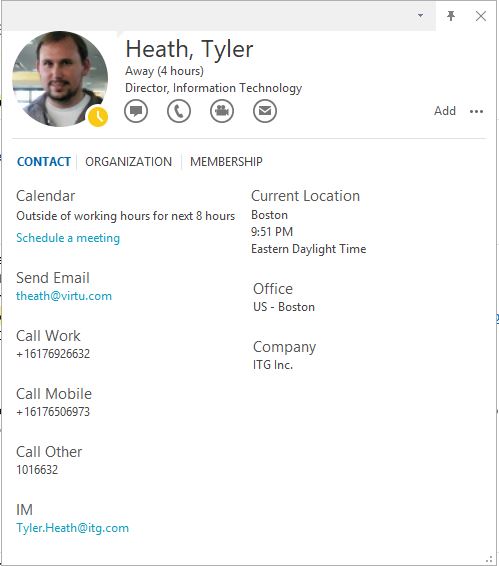 Heath, Tyler
Away (4 hours)
Director, Information Technology
Add
CONTACT ORGANIZATION MEMBERSHIP
Calendar
Outside of working hours for next 8 hours
Schedule a meeting
Send Email
theath@virtu.com
Call Work
+16176926632
Call Mobile
+16176506973
Call Other
1016632
IM
Tyler.Heath@itg.com
Current Location
Boston
9:51 PM
Eastern Daylight Time
Office
US - Boston
Company
ITG Inc.